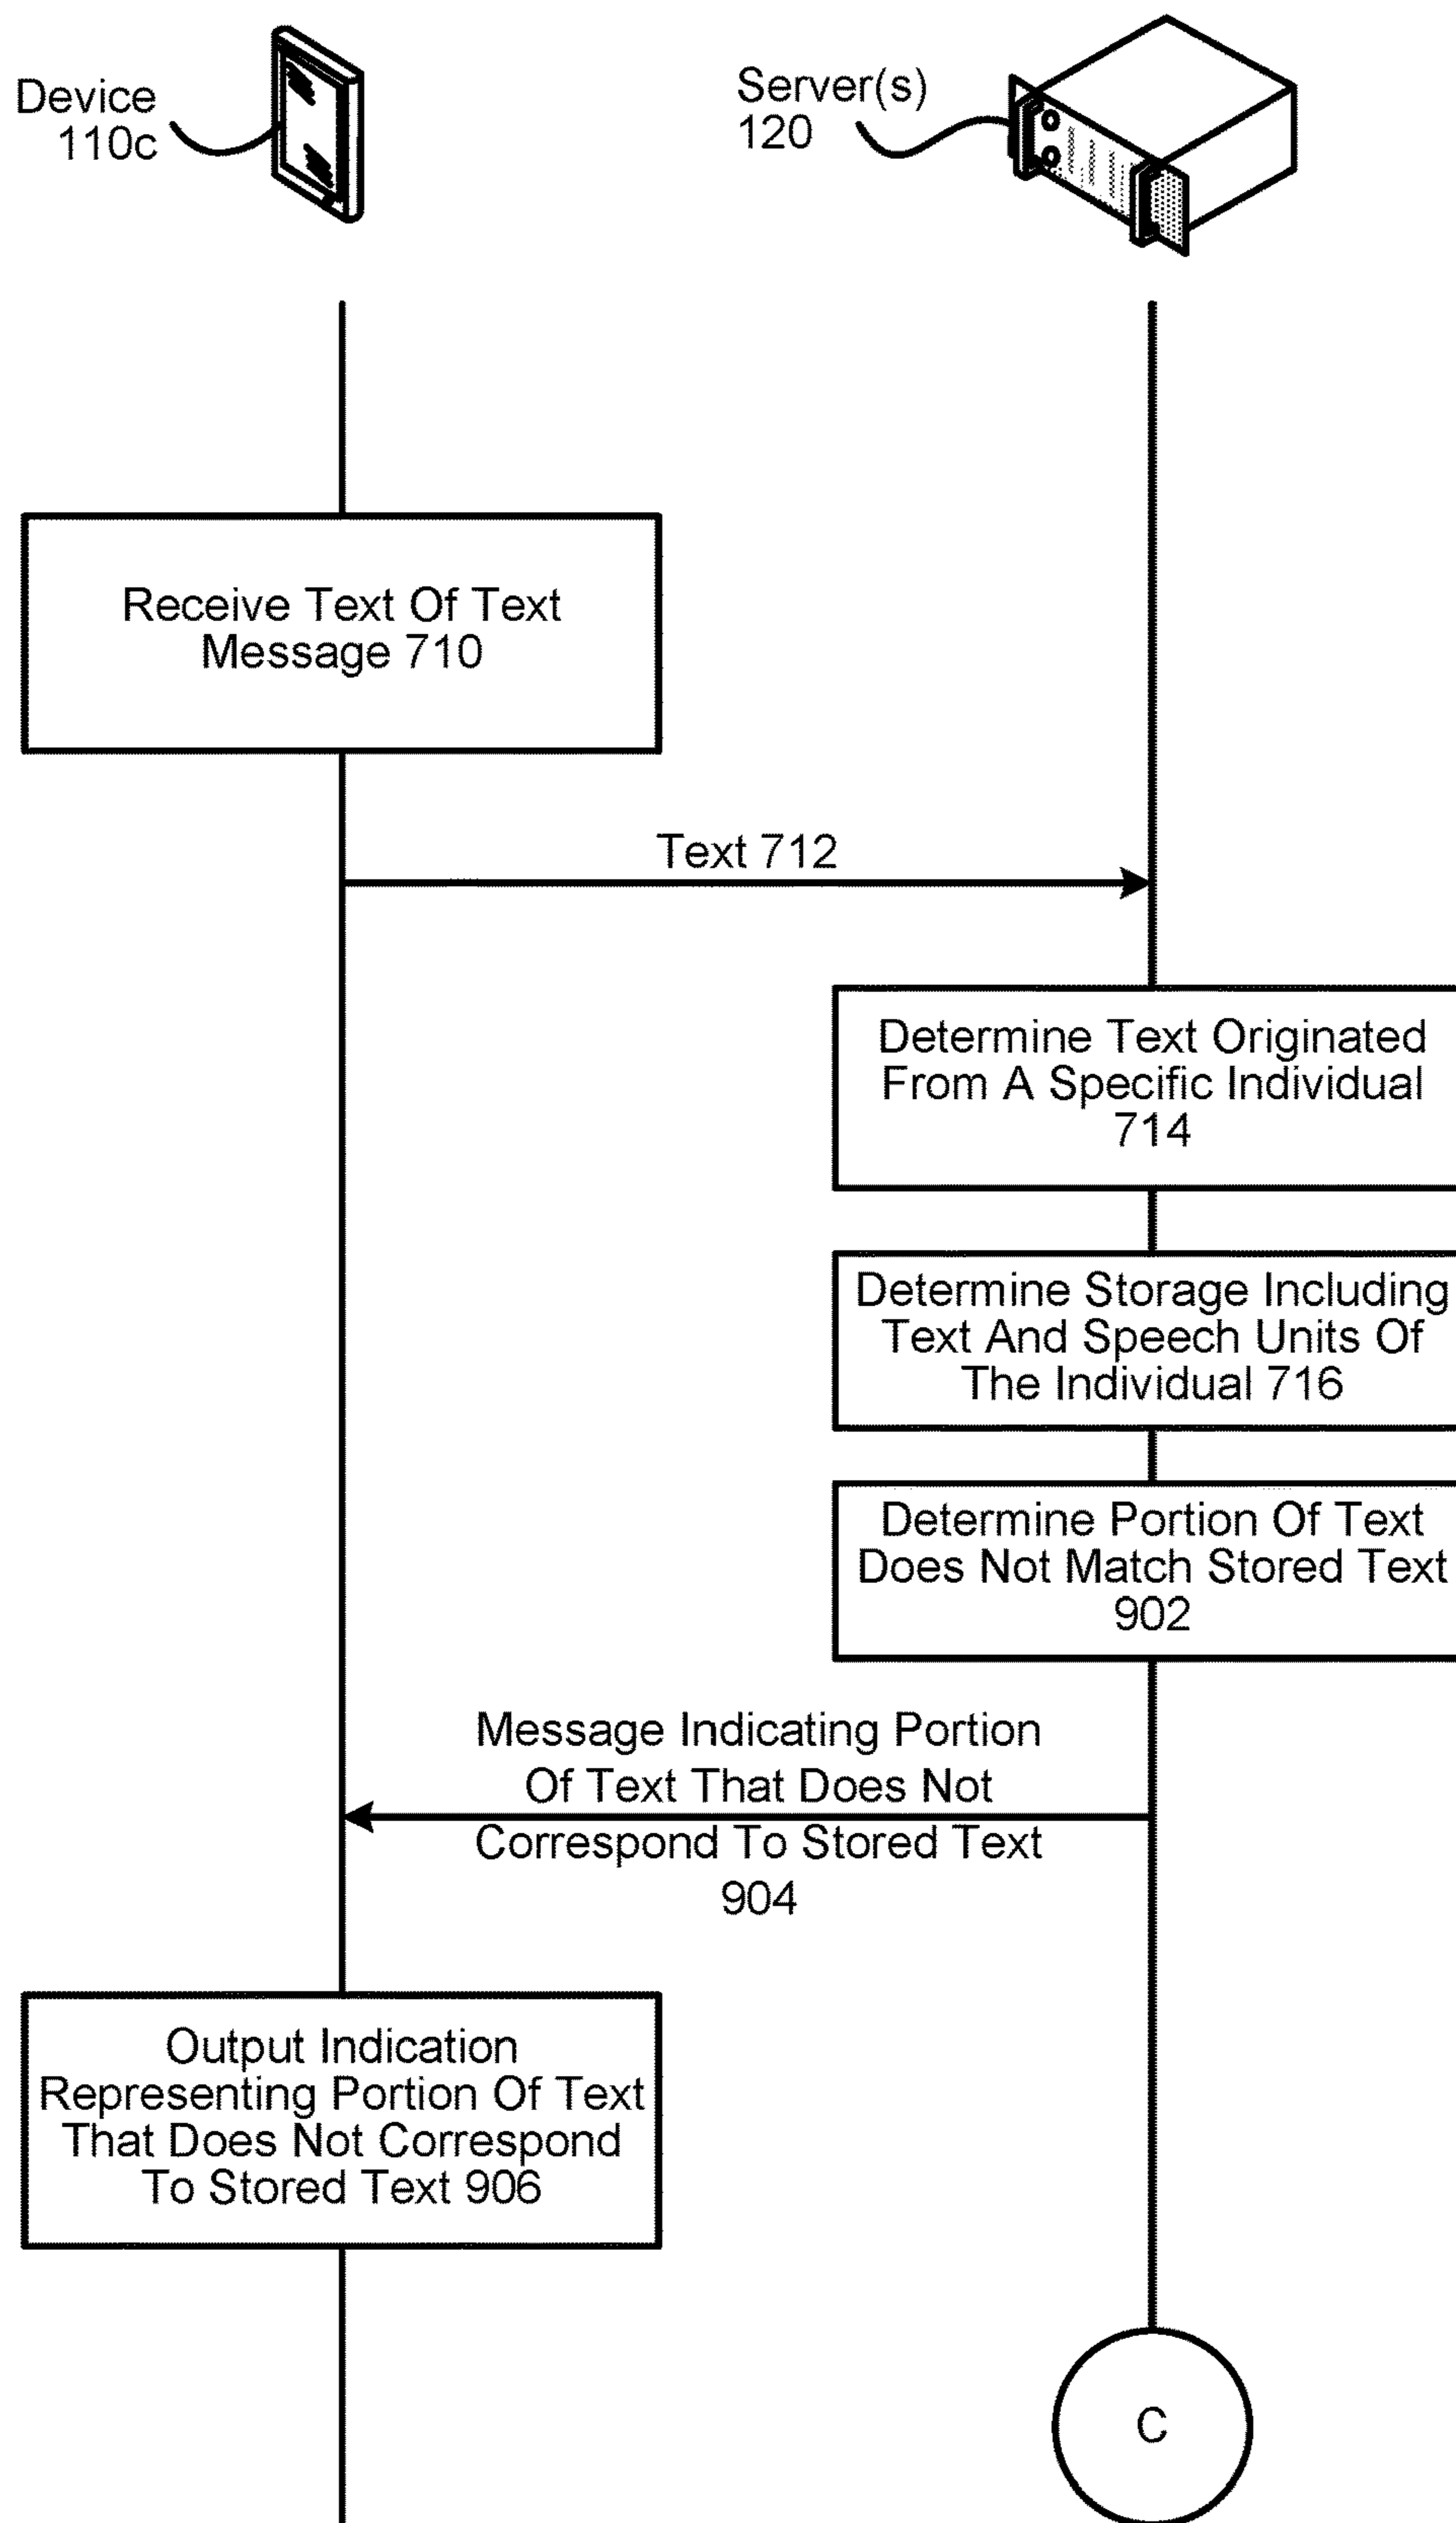 Device
110c
Server(s)
120
Receive Text Of Text
Message 710
Text 712
Determine Text Originated
From A Specific Individual
714
Determine Storage Including
Text And Speech Units Of
The Individual 716
Determine Portion Of Text
Does Not Match Stored Text
902
Message Indicating Portion
Of Text That Does Not
Correspond To Stored Text
904
Output Indication
Representing Portion Of Text
That Does Not Correspond
To Stored Text 906
C